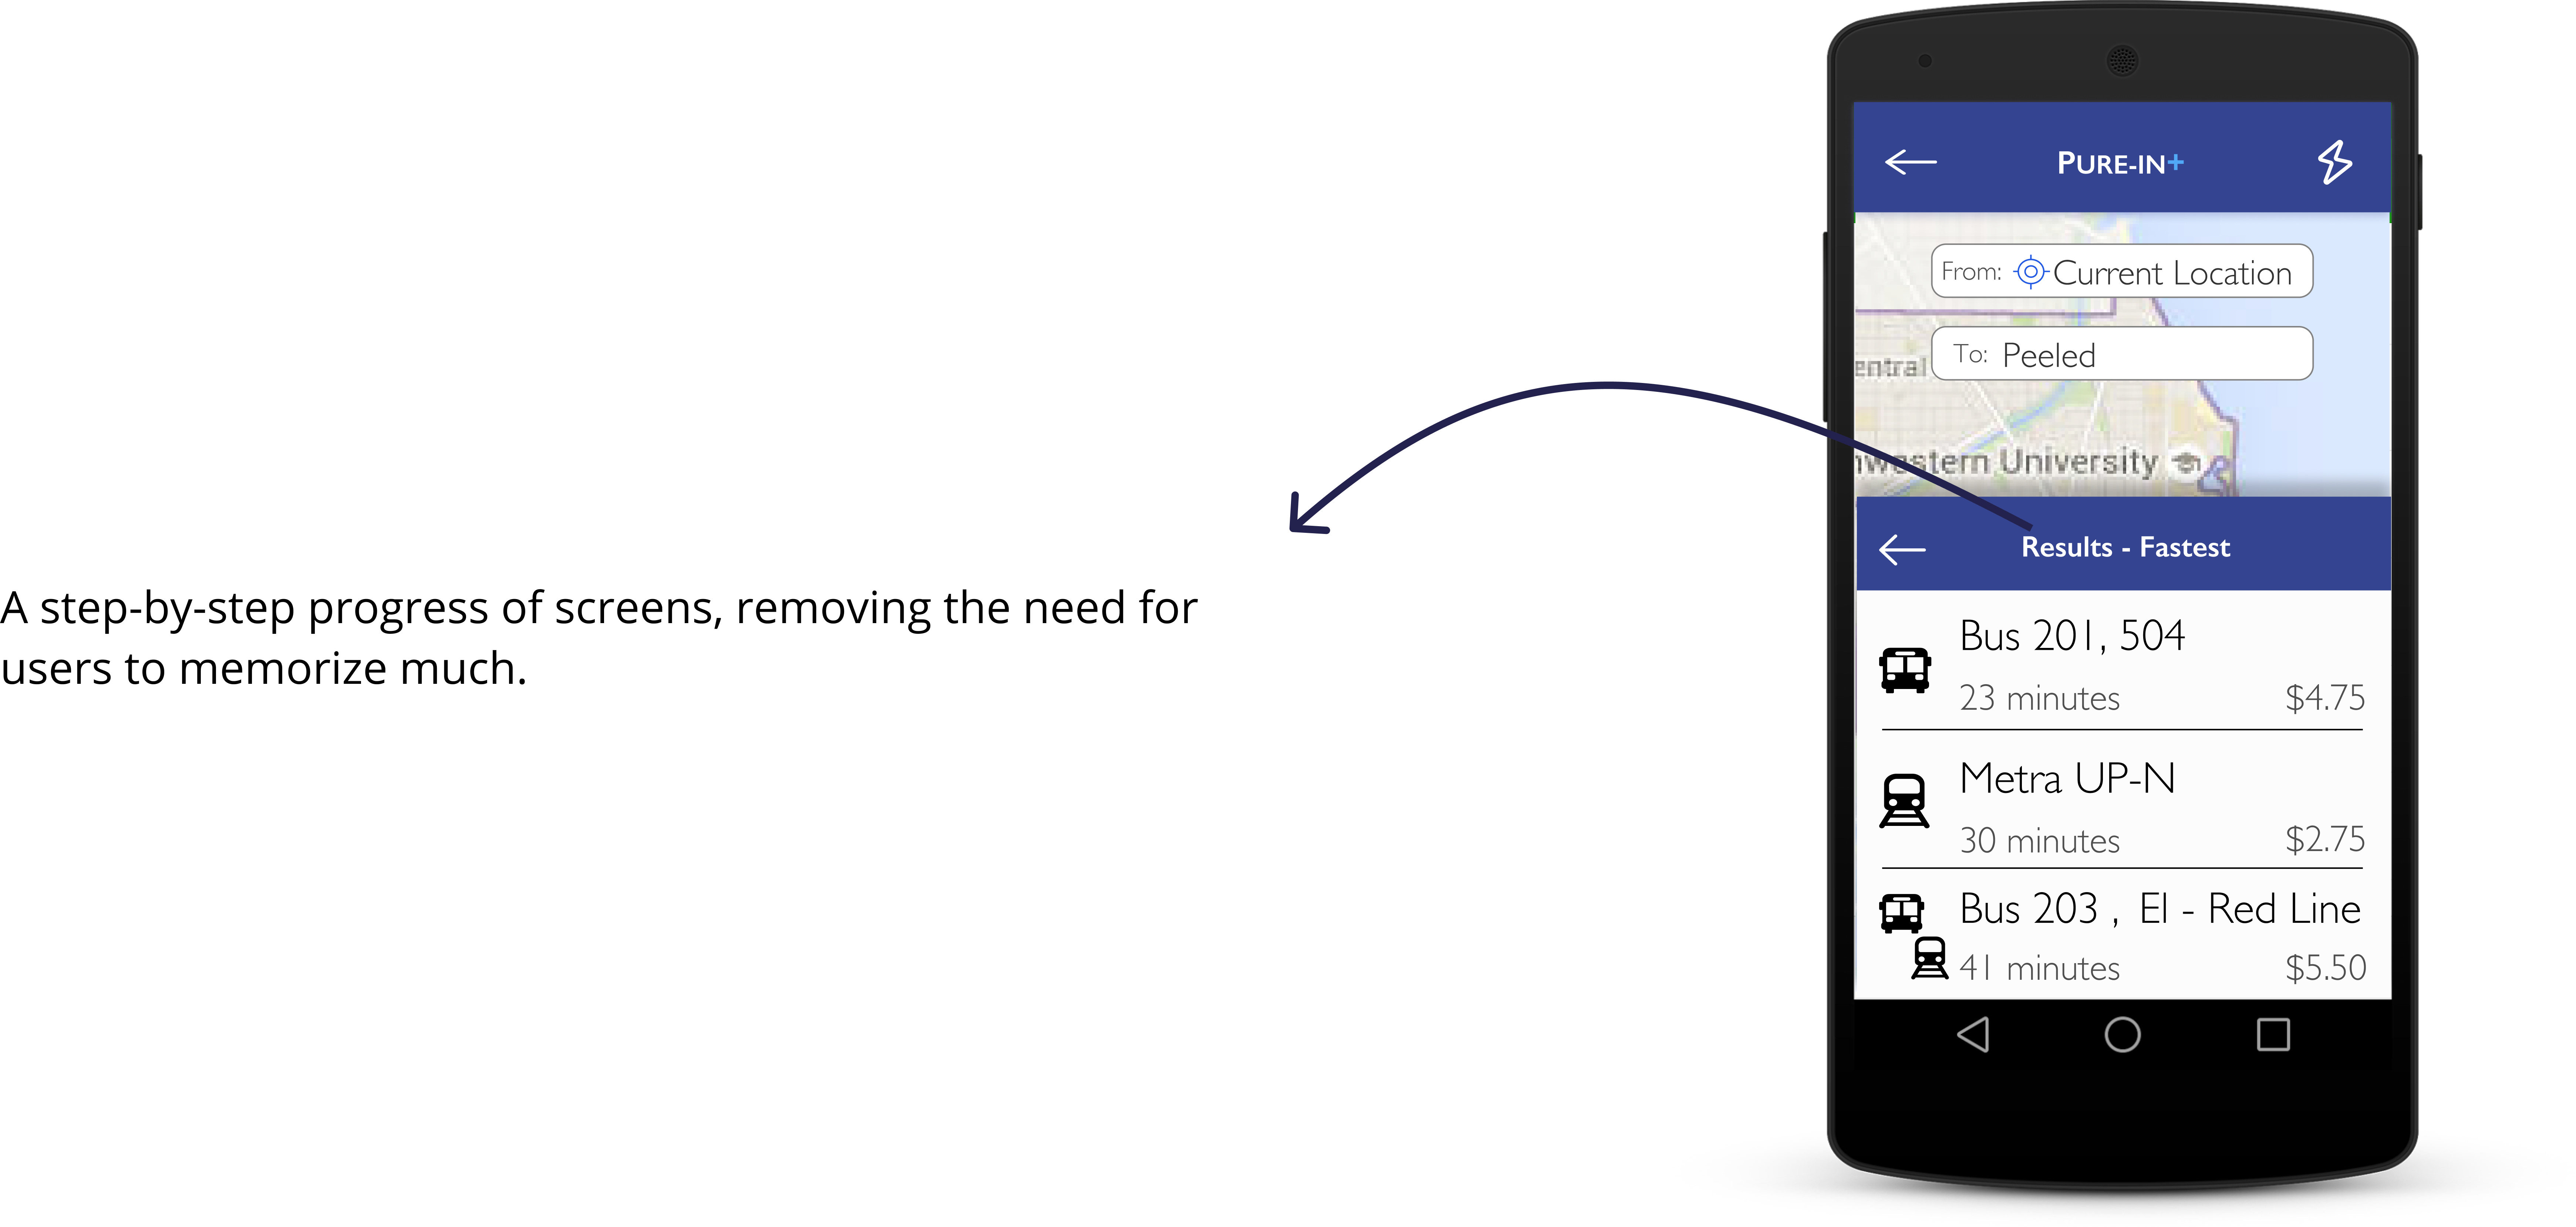 A step-by-step progress of screens, removing the need for
users to memorize much.
PURE-IN+
From: Current Location
To: Peeled
entral
western University
Results - Fastest
Bus 201, 504
23 minutes $4.75
Metra UP-N
30 minutes $2.75
Bus 203 , El - Red Line
41 minutes $5.50